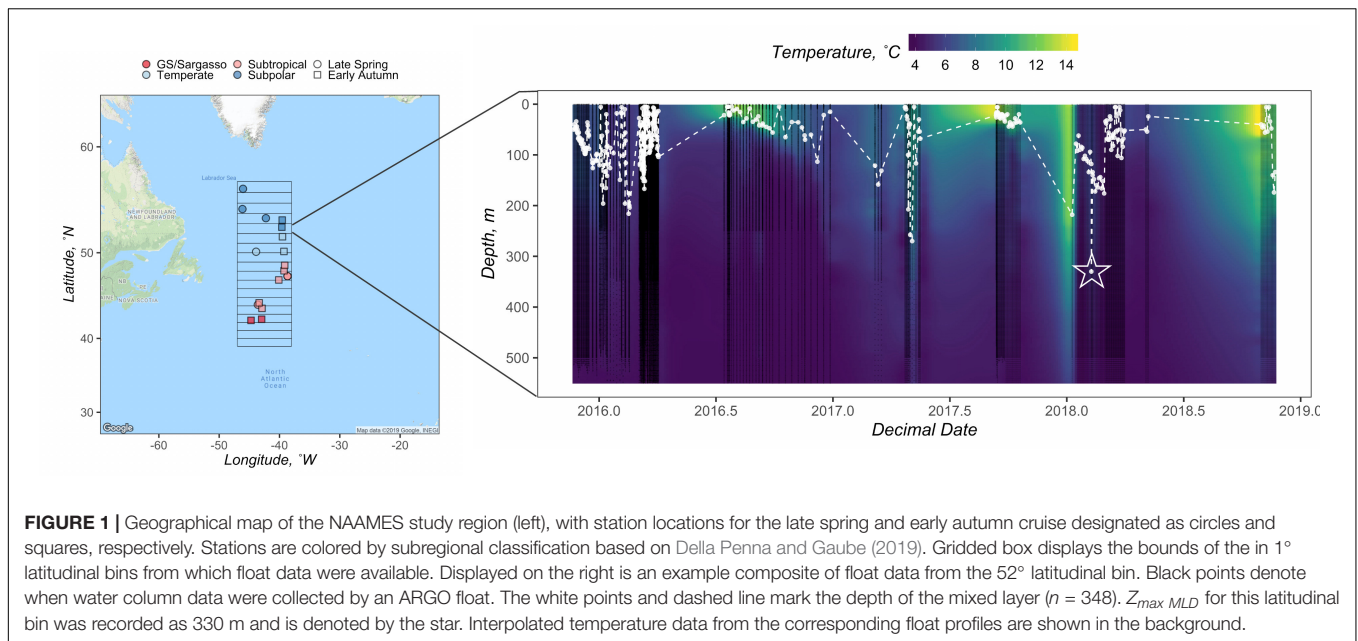 Temperature, °C
4 6 8 10 12 14
GS/Sargasso Subtropical Late Spring
Temperate Subpolar Early Autumn
60
50
40
30
Latitude, °N
Labrador Sea
NEWFOUNDLAND
AND LABRADOR
NB
PE
NOVA SCOTIA
North
Atlantic
Ocean
Google
Map data ©2019 Google, INEGI
-60 -50 -40 -30 -20
Longitude, °W
0
100
200
300
400
500
Depth, m
2016.0 2016.5 2017.0 2017.5 2018.0 2018.5 2019.0
Decimal Date
FIGURE 1 | Geographical map of the NAAMES study region (left), with station locations for the late spring and early autumn cruise designated as circles and
squares, respectively. Stations are colored by subregional classification based on Della Penna and Gaube (2019). Gridded box displays the bounds of the in 1°
latitudinal bins from which float data were available. Displayed on the right is an example composite of float data from the 52° latitudinal bin. Black points denote
when water column data were collected by an ARGO float. The white points and dashed line mark the depth of the mixed layer (n = 348). Zmax MLD for this latitudinal
bin was recorded as 330 m and is denoted by the star. Interpolated temperature data from the corresponding float profiles are shown in the background.